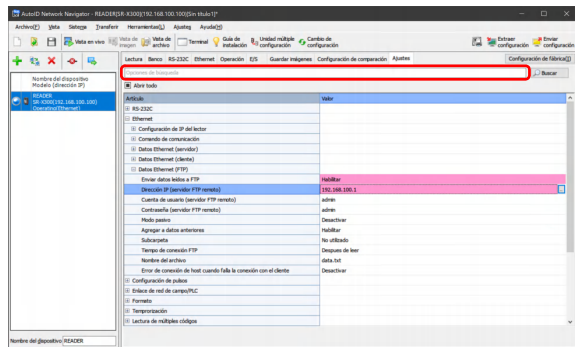 AutoID Network Navigator - READER[SR-X300(192.168.100.100)(Sin título1)]*
Archivo(F) Vista Sistema Transferir Herramientas(L) Ajustes Ayuda(H)
Vista en vivo Vista de imagen Vista de archivo Terminal Guía de instalación Unidad múltiple configuración Cambio de configuración Extraer configuración Enviar configuración
Lectura Banco RS-232C Ethernet Operación E/S Guardar imágenes Configuración de comparación Ajustes Configuración de fábrica(I)
Opciones de búsqueda Buscar
Abrir todo
Nombre del dispositivo
Modelo (dirección IP)
READER
SR-X300(192.168.100.100)
Operating(Ethernet)
Artículo Valor
RS-232C
Ethernet
Configuración de IP del lector
Comando de comunicación
Datos Ethernet (servidor)
Datos Ethernet (cliente)
Datos Ethernet (FTP)
Enviar datos leídos a FTP Habilitar
Dirección IP (servidor FTP remoto) 192.168.100.1
Cuenta de usuario (servidor FTP remoto) admin
Contraseña (servidor FTP remoto) admin
Modo pasivo Desactivar
Agregar a datos anteriores Habilitar
Subcarpeta No utilizado
Tiempo de conexión FTP Despues de leer
Nombre del archivo data.txt
Error de conexión de host cuando falla la conexión con el cliente Desactivar
Configuración de pulsos
Enlace de red de campo/PLC
Formato
Temporización
Lectura de múltiples códigos
Nombre del dispositivo READER